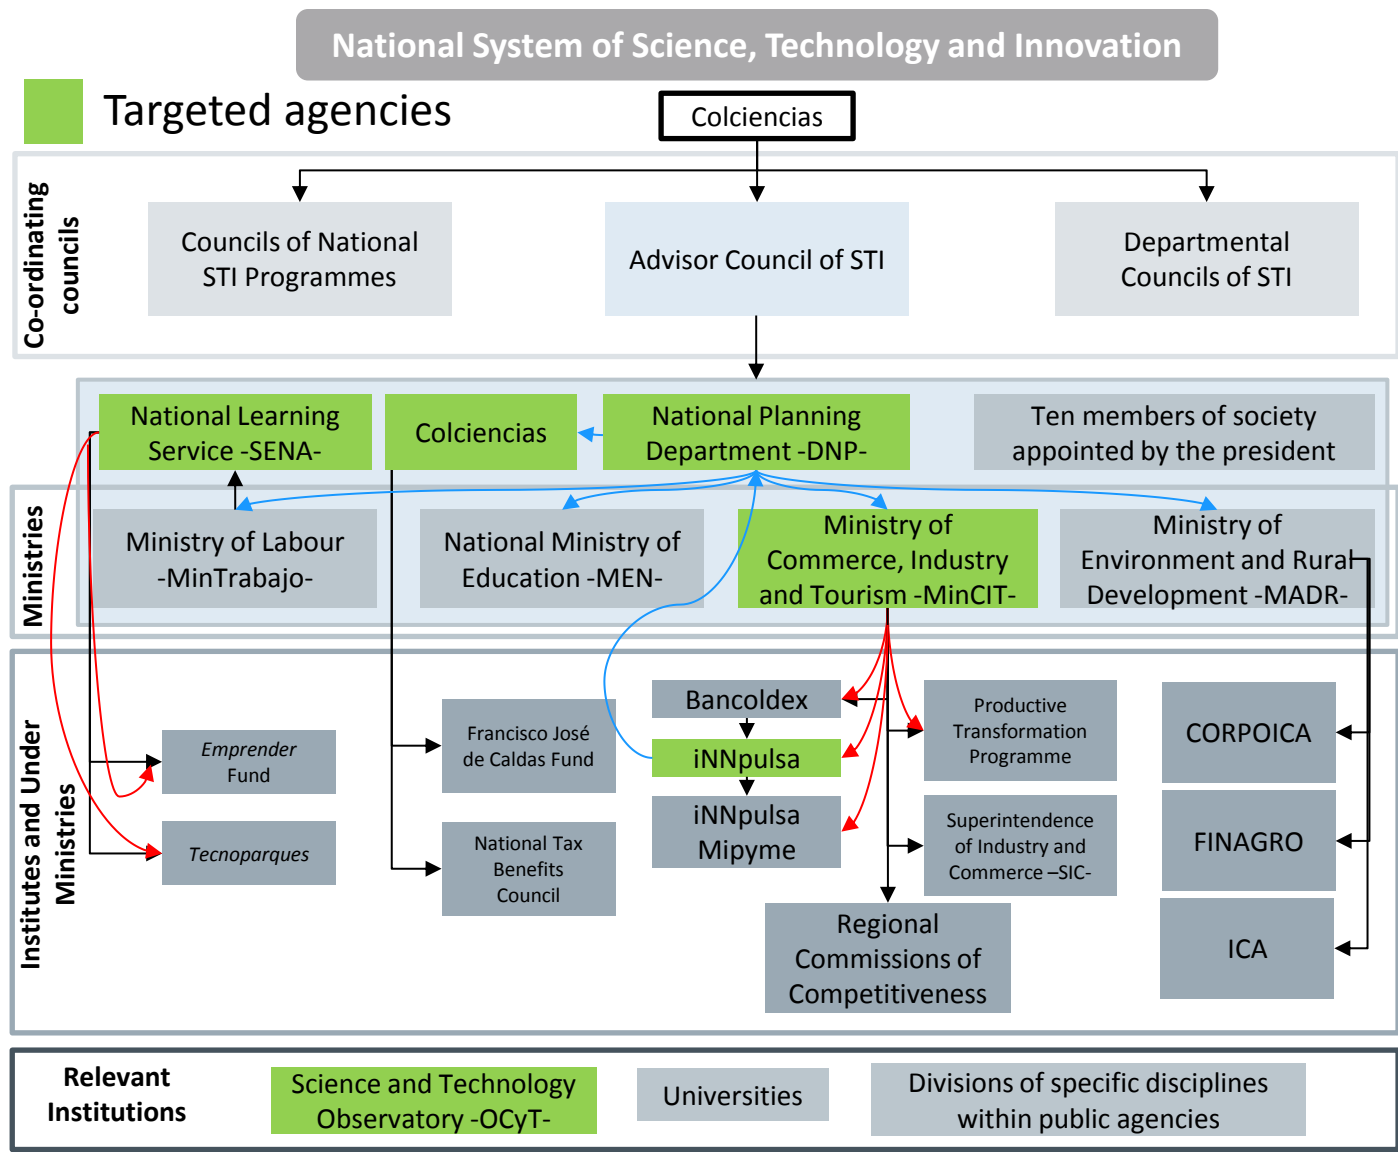 National System of Science, Technology and Innovation
Targeted agencies
Colciencias
Co-ordinating
councils
Councils of National
STI Programmes
Advisor Council of STI
Departmental
Councils of STI
National Learning
Service -SENA-
Colciencias
National Planning
Department -DNP-
Ten members of society
appointed by the president
Ministries
Ministry of Labour
-MinTrabajo-
National Ministry of
Education -MEN-
Ministry of
Commerce, Industry
and Tourism -MinCIT-
Ministry of
Environment and Rural
Development -MADR-
Institutes and Under
Ministries
Emprender
Fund
Tecnoparques
Francisco José
de Caldas Fund
National Tax
Benefits
Council
Bancoldex
iNNpulsa
iNNpulsa
Mipyme
Productive
Transformation
Programme
Superintendence
of Industry and
Commerce –SIC-
Regional
Commissions of
Competitiveness
CORPOICA
FINAGRO
ICA
Relevant
Institutions
Science and Technology
Observatory -OCyT-
Universities
Divisions of specific disciplines
within public agencies